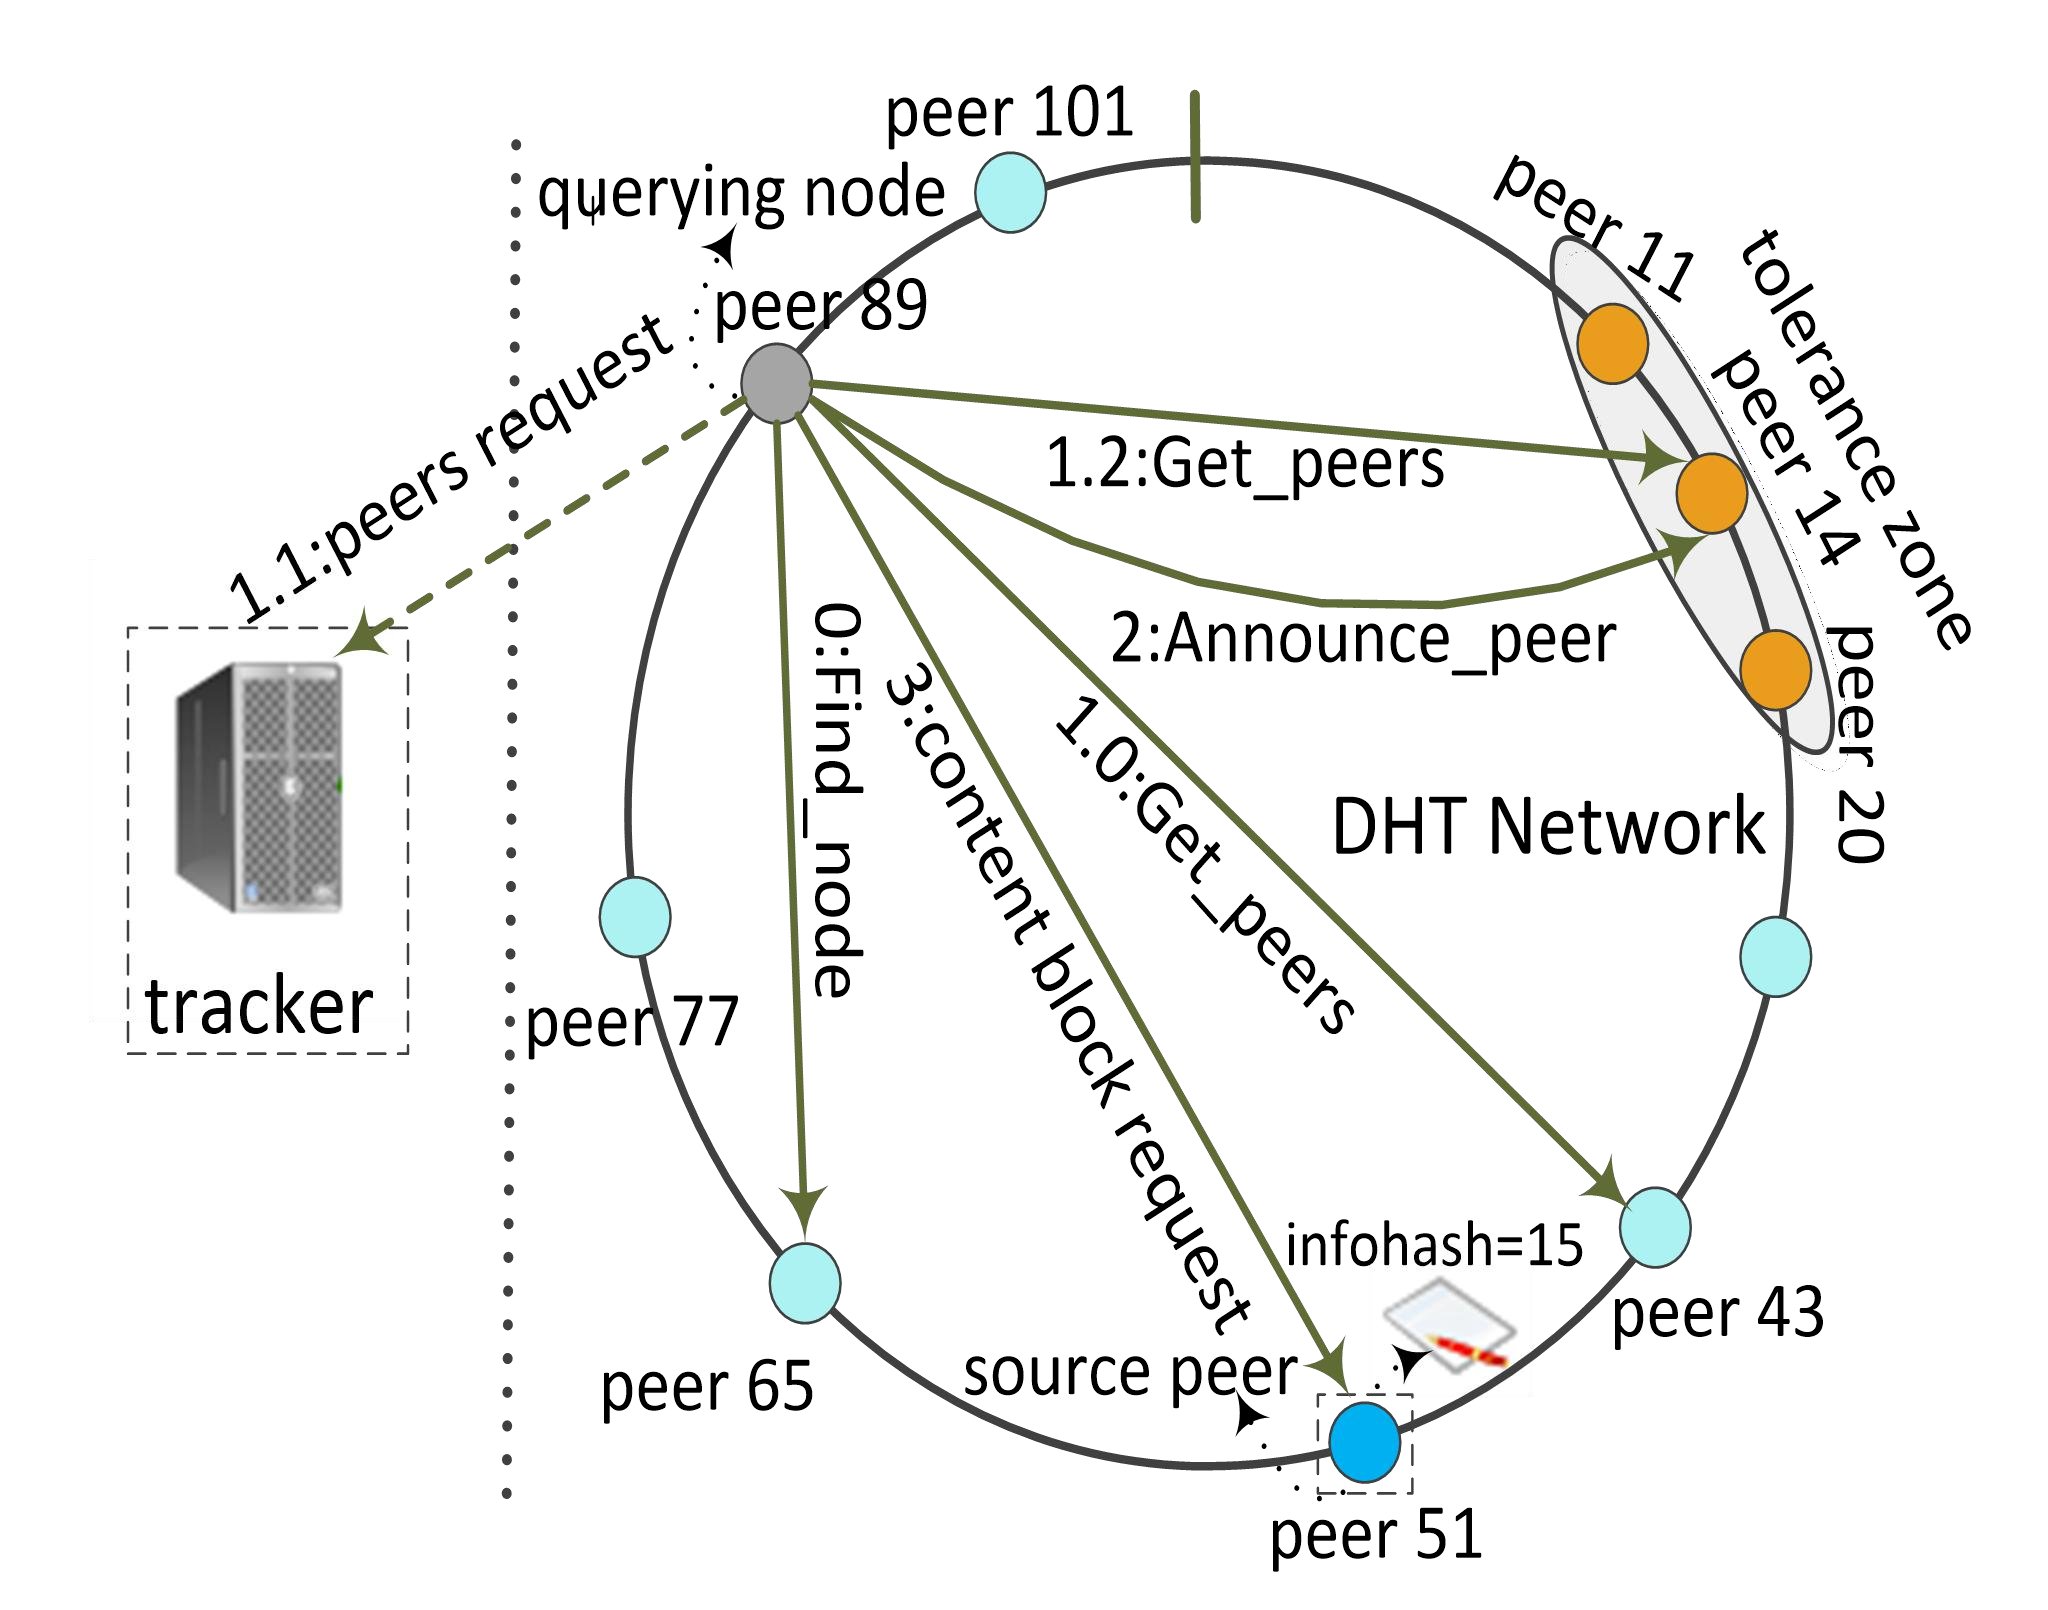 peer 101
querying node
peer 89
peer 11
tolerance zone
peer 14
peer 20
1.1:peers request
1.2:Get_peers
2:Announce_peer
0:Find_node
3:content block request
1.0:Get_peers
DHT Network
tracker
peer 77
peer 65
source peer
infohash=15
peer 43
peer 51